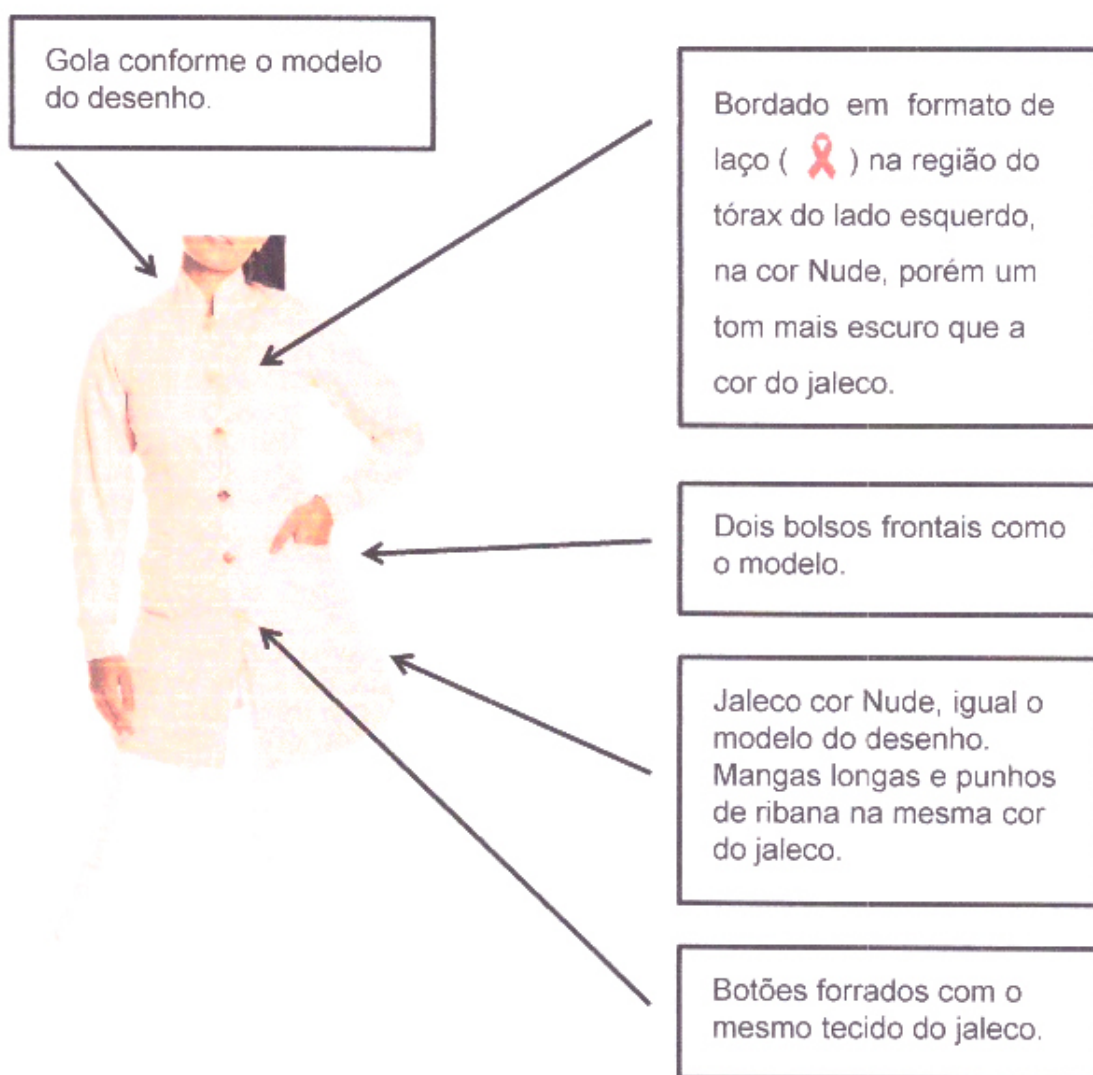 Gola conforme o modelo
do desenho.
Bordado em formato de
laço ( ) na região do
tórax do lado esquerdo,
na cor Nude, porém um
tom mais escuro que a
cor do jaleco.
Dois bolsos frontais como
o modelo.
Jaleco cor Nude, igual o
modelo do desenho.
Mangas longas e punhos
de ribana na mesma cor
do jaleco.
Botões forrados com o
mesmo tecido do jaleco.